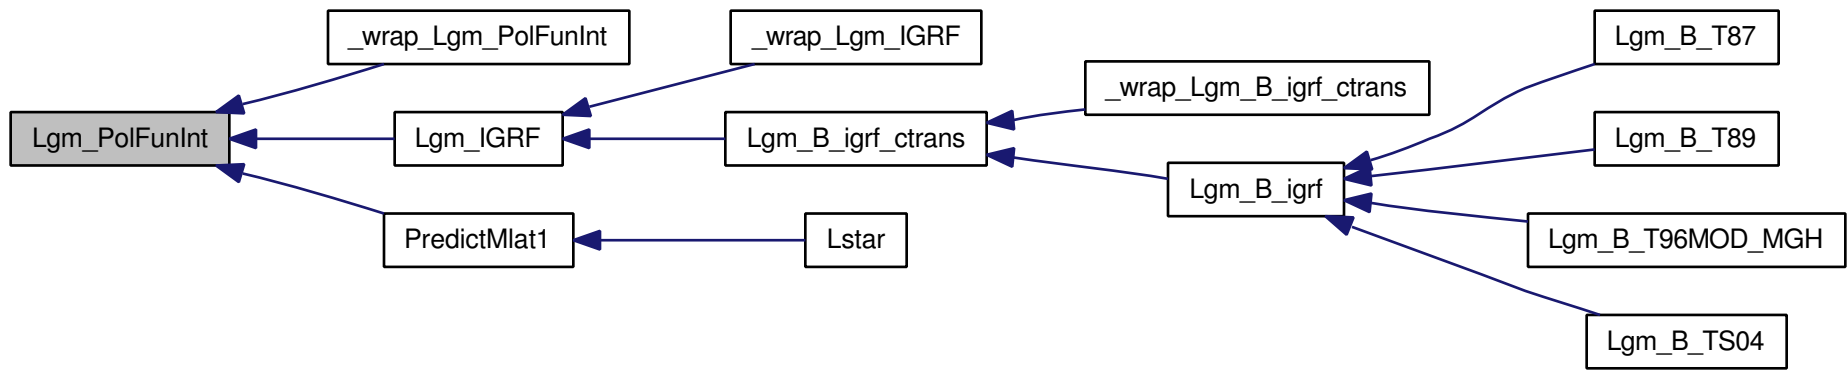 Lgm_PolFunInt
_wrap_Lgm_PolFunInt
Lgm_IGRF
PredictMlat1
_wrap_Lgm_IGRF
Lgm_B_igrf_ctrans
Lstar
_wrap_Lgm_B_igrf_ctrans
Lgm_B_igrf
Lgm_B_T87
Lgm_B_T89
Lgm_B_T96MOD_MGH
Lgm_B_TS04